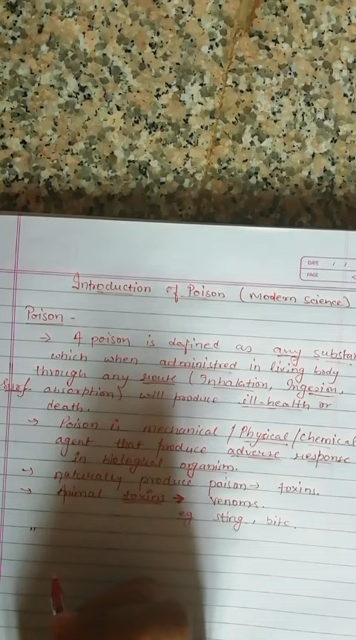 DATE / /
PAGE
Introduction of Poison (Modern Science)
Poison -
→ A poison is defined as any substan
which when administred in living body
through any route (Inhalation, Ingesion,
Surf. absorption) will produce ill-health or
death.
→ Poison is mechanical / Physical / chemical
agent that produce adverse response
in biological organism.
→ naturally produce poison → toxins.
→ Animal toxins → venoms.
eg sting, bite.
"